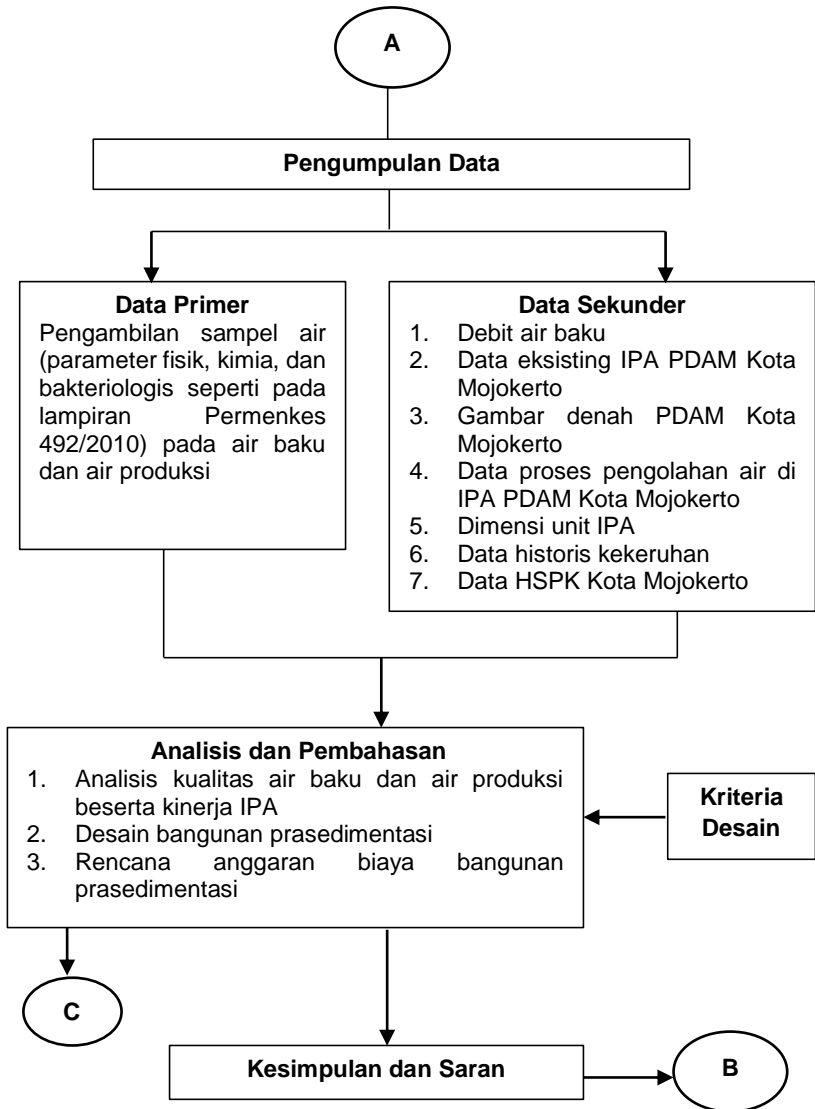 A
Pengumpulan Data
Data Primer
Pengambilan sampel air
(parameter fisik, kimia, dan
bakteriologis seperti pada
lampiran Permenkes
492/2010) pada air baku
dan air produksi
Data Sekunder
1. Debit air baku
2. Data eksisting IPA PDAM Kota
Mojokerto
3. Gambar denah PDAM Kota
Mojokerto
4. Data proses pengolahan air di
IPA PDAM Kota Mojokerto
5. Dimensi unit IPA
6. Data historis kekeruhan
7. Data HSPK Kota Mojokerto
Analisis dan Pembahasan
1. Analisis kualitas air baku dan air produksi
beserta kinerja IPA
2. Desain bangunan prasedimentasi
3. Rencana anggaran biaya bangunan
prasedimentasi
Kriteria
Desain
C
Kesimpulan dan Saran
B